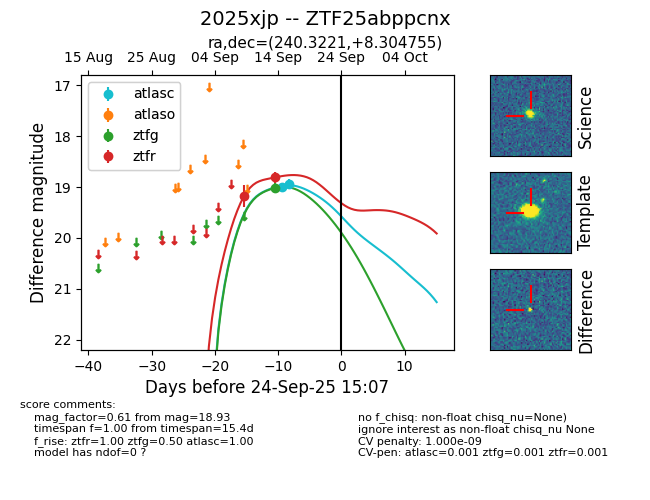 2025xjp -- ZTF25abppcnx
ra,dec=(240.3221,+8.304755)
15 Aug 25 Aug 04 Sep 14 Sep 24 Sep 04 Oct
atlasc
atlaso
ztfg
ztfr
17
18
19
20
21
22
Difference magnitude
−40 −30 −20 −10 0 10
Days before 24-Sep-25 15:07
Science
Template
Difference
score comments:
mag_factor=0.61 from mag=18.93
timespan f=1.00 from timespan=15.4d
f_rise: ztfr=1.00 ztfg=0.50 atlasc=1.00
model has ndof=0 ?
no f_chisq: non-float chisq_nu=None)
ignore interest as non-float chisq_nu None
CV penalty: 1.000e-09
CV-pen: atlasc=0.001 ztfg=0.001 ztfr=0.001